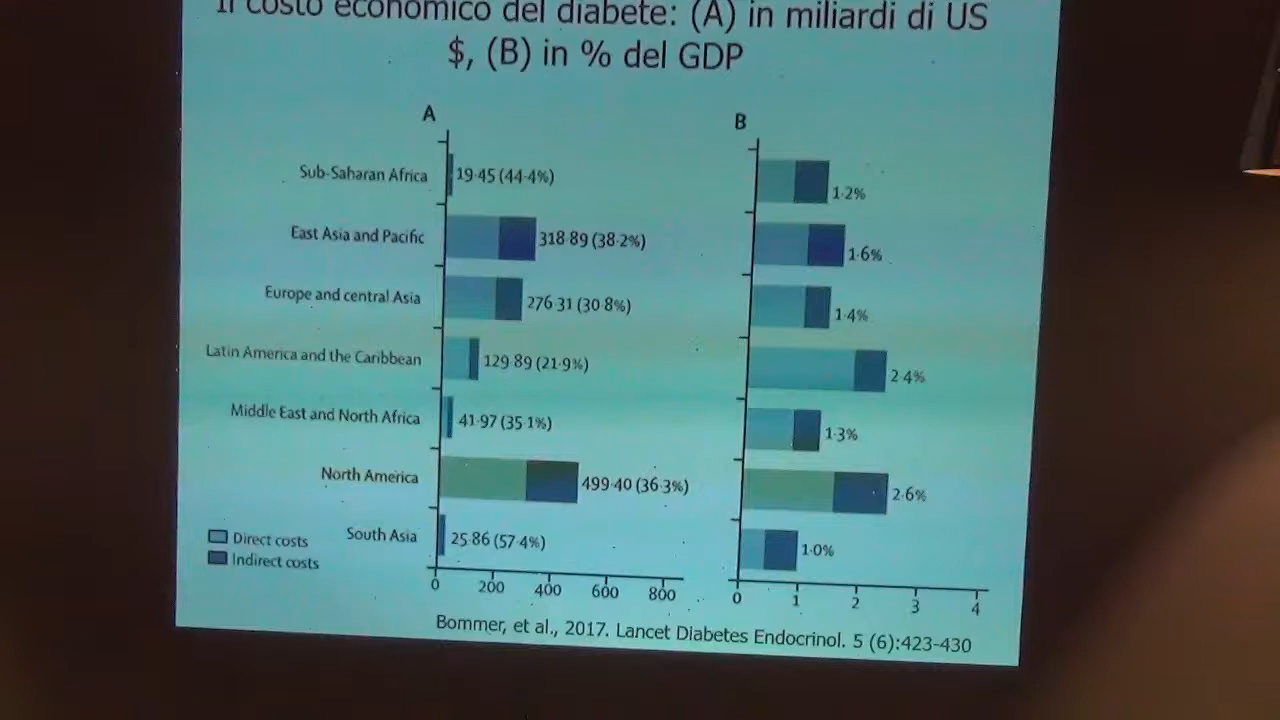 Il costo economico del diabete: (A) in miliardi di US
$, (B) in % del GDP
A
B
Sub-Saharan Africa 19·45 (44·4%) 1·2%
East Asia and Pacific 318·89 (38·2%) 1·6%
Europe and central Asia 276·31 (30·8%) 1·4%
Latin America and the Caribbean 129·89 (21·9%) 2·4%
Middle East and North Africa 41·97 (35·1%) 1·3%
North America 499·40 (36·3%) 2·6%
South Asia 25·86 (57·4%) 1·0%
Direct costs
Indirect costs
0 200 400 600 800
0 1 2 3 4
Bommer, et al., 2017. Lancet Diabetes Endocrinol. 5 (6):423-430